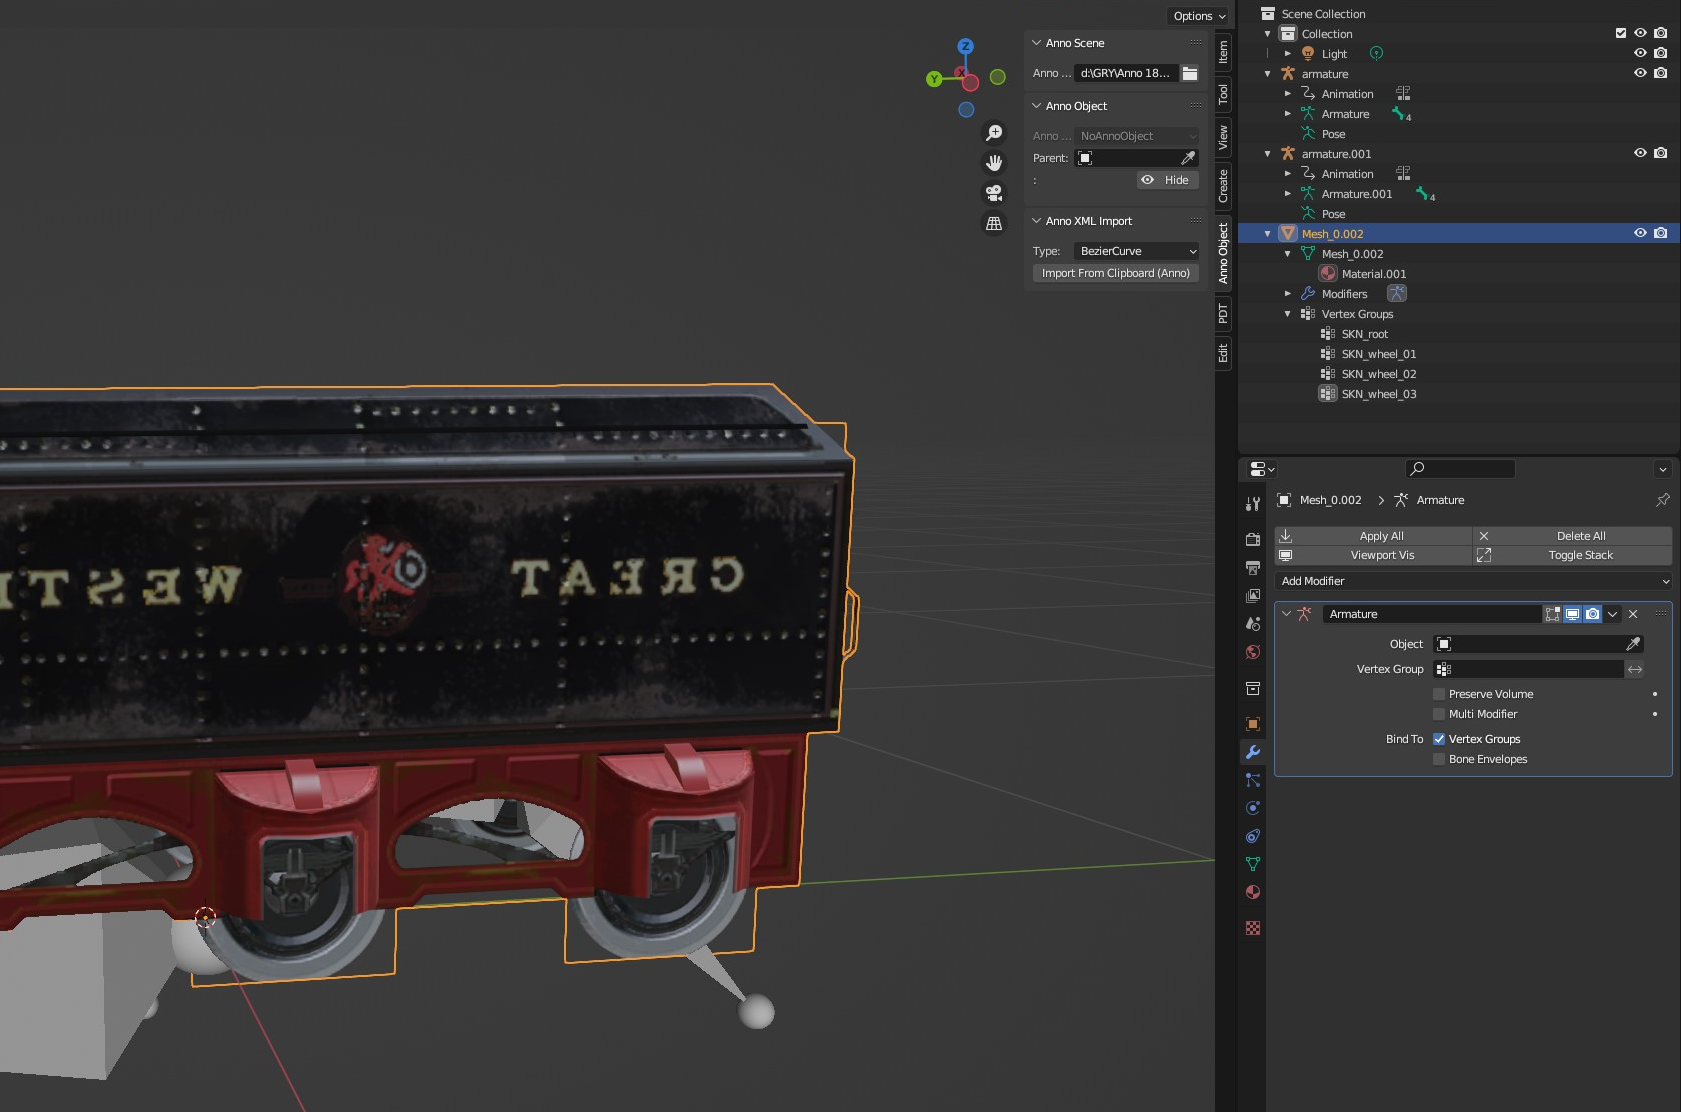 Options
Anno Scene
Anno ... d:\GRY\Anno 18...
Anno Object
Anno ... NoAnnoObject
Parent:
: Hide
Anno XML Import
Type: BezierCurve
Import From Clipboard (Anno)
Z
Y
X
Item
Tool
View
Create
Anno Object
PDT
Edit
GREAT
WESTE
Scene Collection
Collection
Light
armature
Animation
Armature 4
Pose
armature.001
Animation
Armature.001 4
Pose
Mesh_0.002
Mesh_0.002
Material.001
Modifiers
Vertex Groups
SKN_root
SKN_wheel_01
SKN_wheel_02
SKN_wheel_03
Mesh_0.002 > Armature
Apply All Delete All
Viewport Vis Toggle Stack
Add Modifier
Armature
Object
Vertex Group
Preserve Volume
Multi Modifier
Bind To Vertex Groups
Bone Envelopes